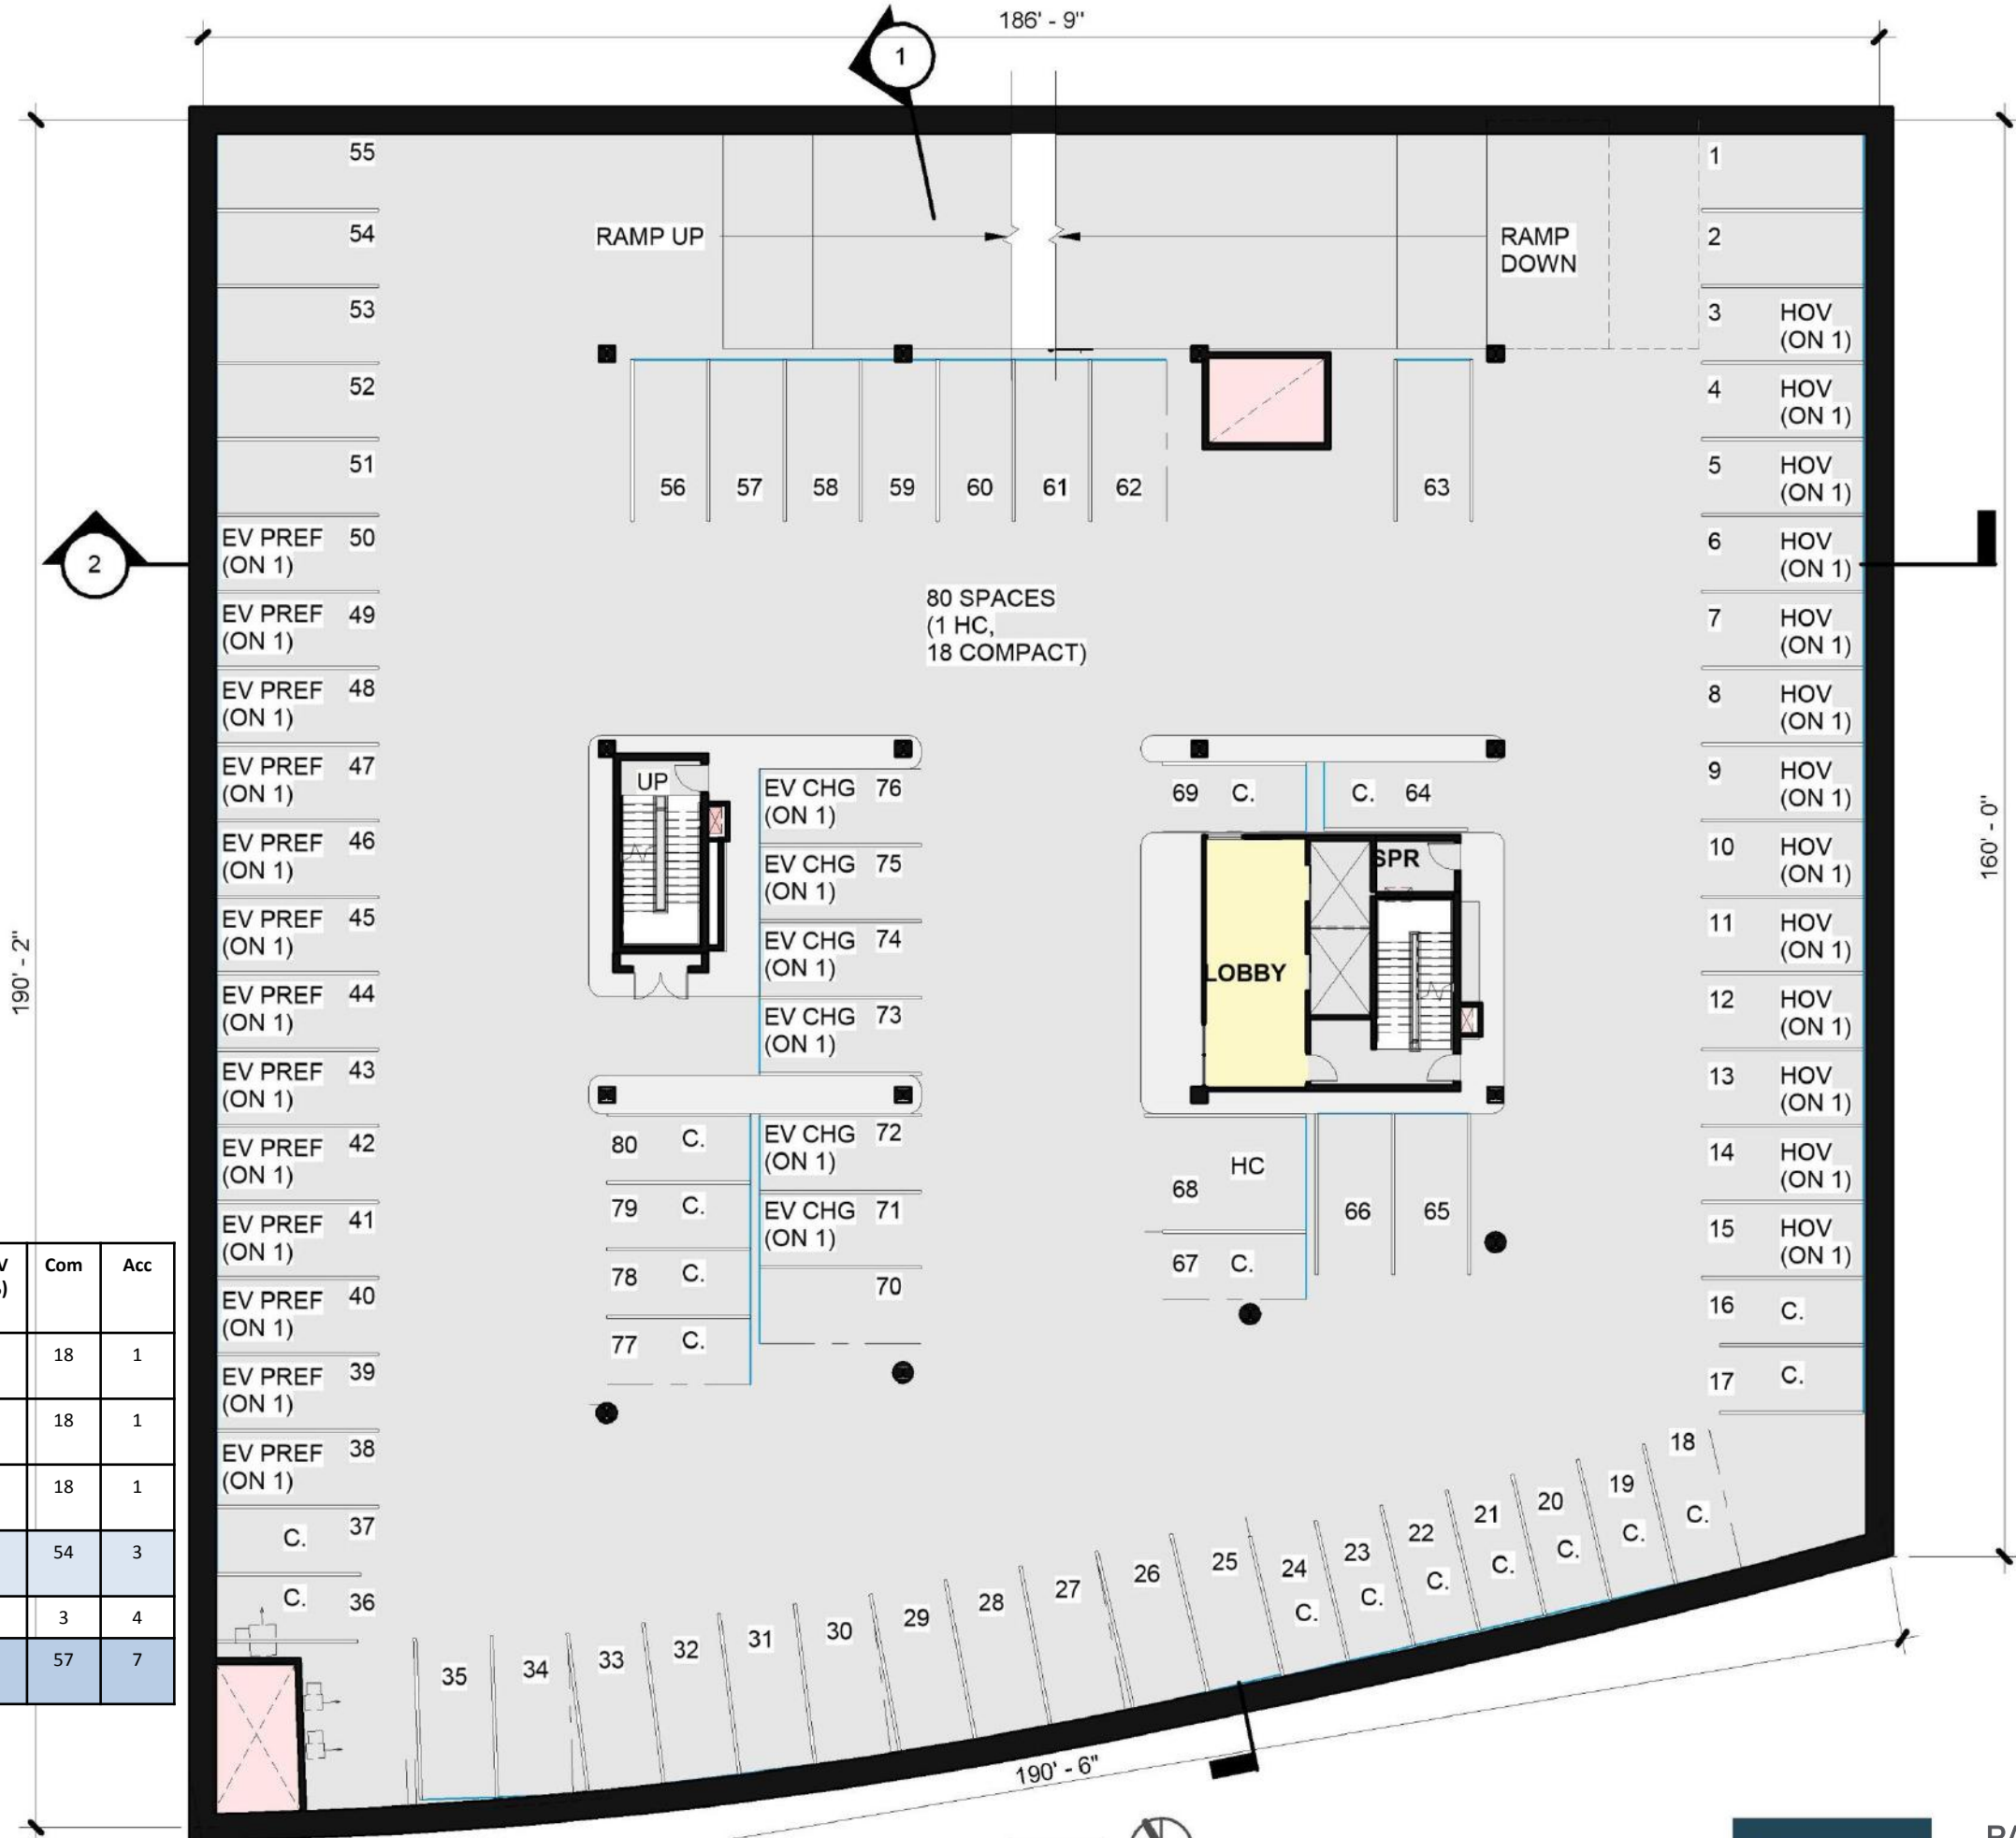 186' - 9"
1
190' - 2"
160' - 0"
190' - 6"
2
RAMP UP
RAMP
DOWN
55
54
53
52
51
EV PREF 50
(ON 1)
EV PREF 49
(ON 1)
EV PREF 48
(ON 1)
EV PREF 47
(ON 1)
EV PREF 46
(ON 1)
EV PREF 45
(ON 1)
EV PREF 44
(ON 1)
EV PREF 43
(ON 1)
EV PREF 42
(ON 1)
EV PREF 41
(ON 1)
EV PREF 40
(ON 1)
EV PREF 39
(ON 1)
EV PREF 38
(ON 1)
C. 37
C. 36
56 57 58 59 60 61 62 63
80 SPACES
(1 HC,
18 COMPACT)
UP
EV CHG 76
(ON 1)
EV CHG 75
(ON 1)
EV CHG 74
(ON 1)
EV CHG 73
(ON 1)
EV CHG 72
(ON 1)
EV CHG 71
(ON 1)
70
80 C.
79 C.
78 C.
77 C.
69 C.
C. 64
SPR
LOBBY
HC
68
67 C.
66 65
1
2
3 HOV
(ON 1)
4 HOV
(ON 1)
5 HOV
(ON 1)
6 HOV
(ON 1)
7 HOV
(ON 1)
8 HOV
(ON 1)
9 HOV
(ON 1)
10 HOV
(ON 1)
11 HOV
(ON 1)
12 HOV
(ON 1)
13 HOV
(ON 1)
14 HOV
(ON 1)
15 HOV
(ON 1)
16 C.
17 C.
18 C.
19 C.
20 C.
21 C.
22 C.
23 C.
24 C.
25
26
27
28
29
30
31
32
33
34
35
Com Acc
18 1
18 1
18 1
54 3
3 4
57 7